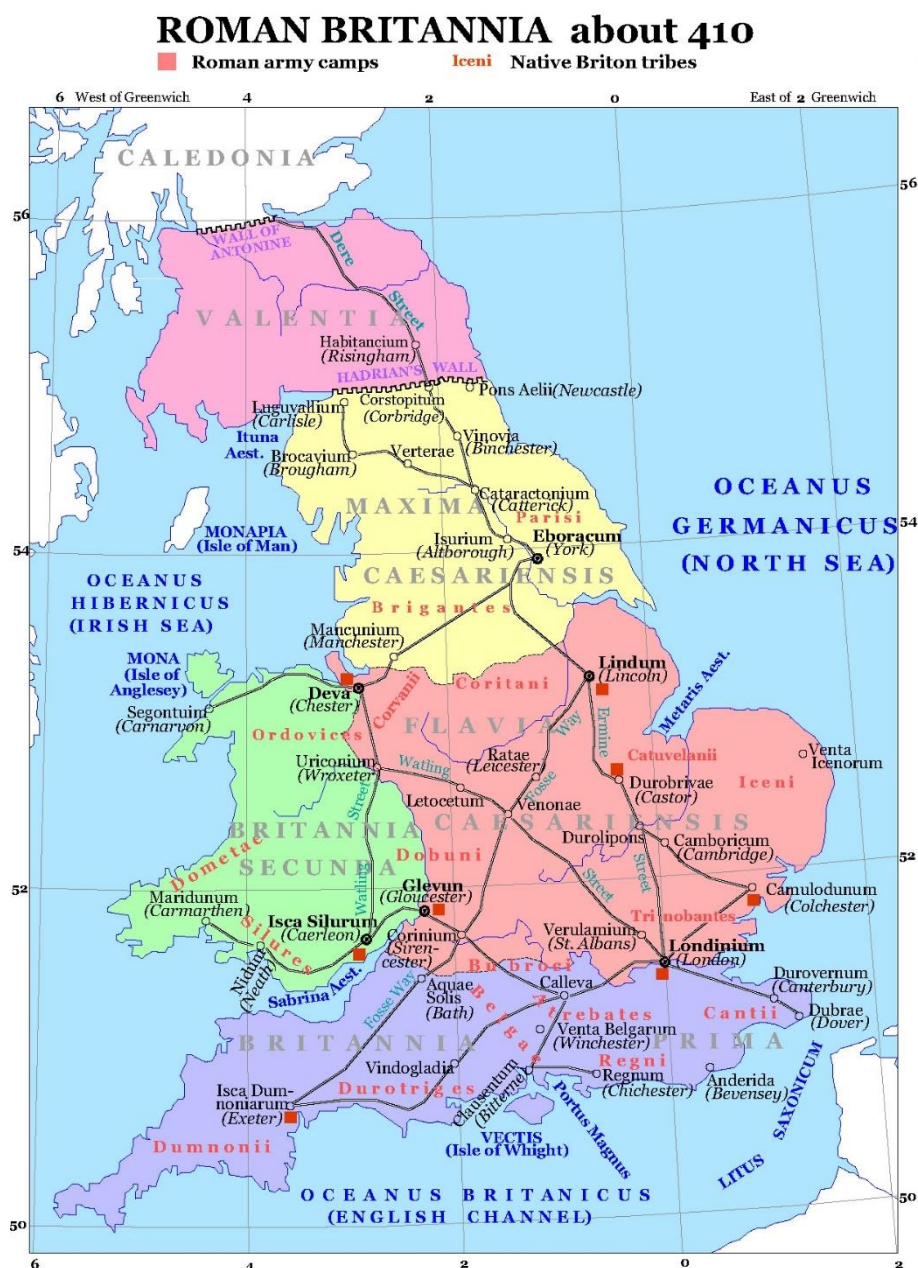 ROMAN BRITANNIA about 410
Roman army camps
Iceni Native Briton tribes
6 West of Greenwich 4 2 0 East of 2 Greenwich
CALEDONIA
56
56
WALL OF
ANTONINE
Dere
Street
VALENTIA
Habitancium
(Risingham)
HADRIAN'S WALL
Pons Aelii(Newcastle)
Luguvallium
(Carlisle)
Corstopitum
(Corbridge)
Ituna
Aest.
Vinovia
(Binchester)
Brocavium
(Brougham)
Verterae
Cataractonium
(Catterick)
MAXIMA
Parisi
OCEANUS
GERMANICUS
(NORTH SEA)
MONAPIA
(Isle of Man)
Isurium
(Altborough)
Eboracum
(York)
54
54
CAESARIENSIS
OCEANUS
HIBERNICUS
(IRISH SEA)
Brigantes
Mancunium
(Manchester)
MONA
(Isle of
Anglesey)
Deva
(Chester)
Corvanii
Coritani
Lindum
(Lincoln)
Metaris Aest.
Segontuim
(Carnarvon)
Ordovices
FLAVIA
Way
Ermine
Uriconium
(Wroxeter)
Watling
Ratae
(Leicester)
Fosse
Catuvelanii
Venta
Icenorum
Durobrivae
(Castor)
Iceni
Street
Letocetum
Venonae
BRITANNIA
SECUNDA
CAESARIENSIS
Durolipons
Camboricum
(Cambridge)
Dometae
Dobuni
Street
Street
52
52
Maridunum
(Carmarthen)
Watling
Glevun
(Gloucester)
Camulodunum
(Colchester)
Silures
Isca Silurum
(Caerleon)
Corinium
(Siren-
cester)
Verulamium
(St. Albans)
Trinobantes
Nidum
(Neath)
Londinium
(London)
Sabrina Aest.
Fosse Way
Aquae
Solis
(Bath)
Bubroci
Calleva
Durovernum
(Canterbury)
Belgae
Atrebates
Cantii
Dubrae
(Dover)
BRITANNIA
PRIMA
Venta Belgarum
(Winchester)
Vindogladia
Regni
Durotriges
Clausentum
(Bitterne)
Regnum
(Chichester)
Anderida
(Bevensey)
Isca Dum-
noniarum
(Exeter)
Portus Magnus
LITUS SAXONICUM
Dumnonii
VECTIS
(Isle of Whight)
OCEANUS BRITANICUS
(ENGLISH CHANNEL)
50
50
6 4 2 0 2